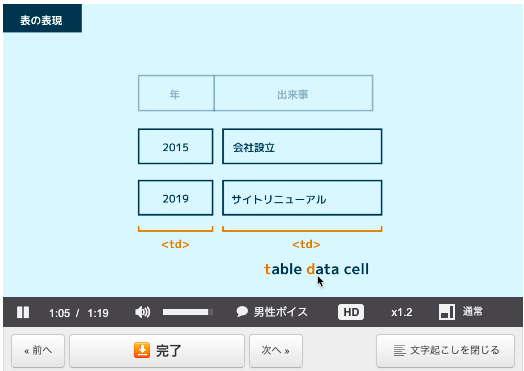 表の表現
年 出来事
2015 会社設立
2019 サイトリニューアル
<td> <td>
table data cell
1:05 / 1:19 男性ボイス HD x1.2 通常
« 前へ 完了 次へ » 文字起こしを閉じる